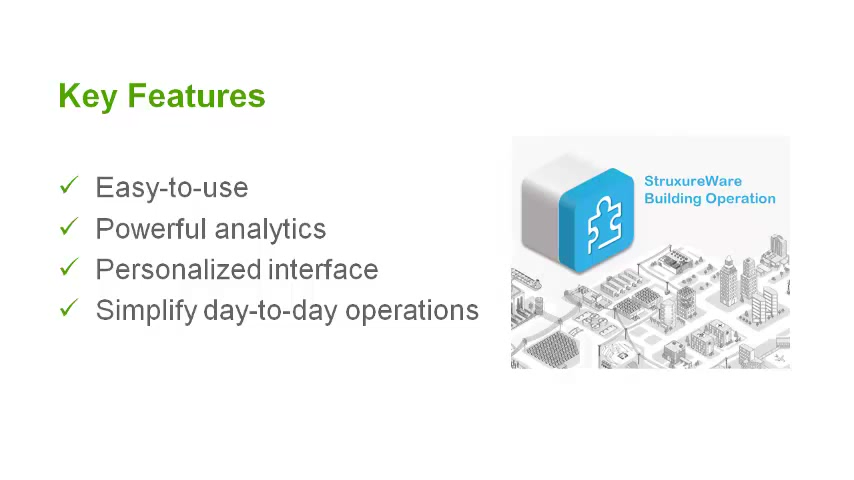 Key Features
Easy-to-use
Powerful analytics
Personalized interface
Simplify day-to-day operations
StruxureWare
Building Operation